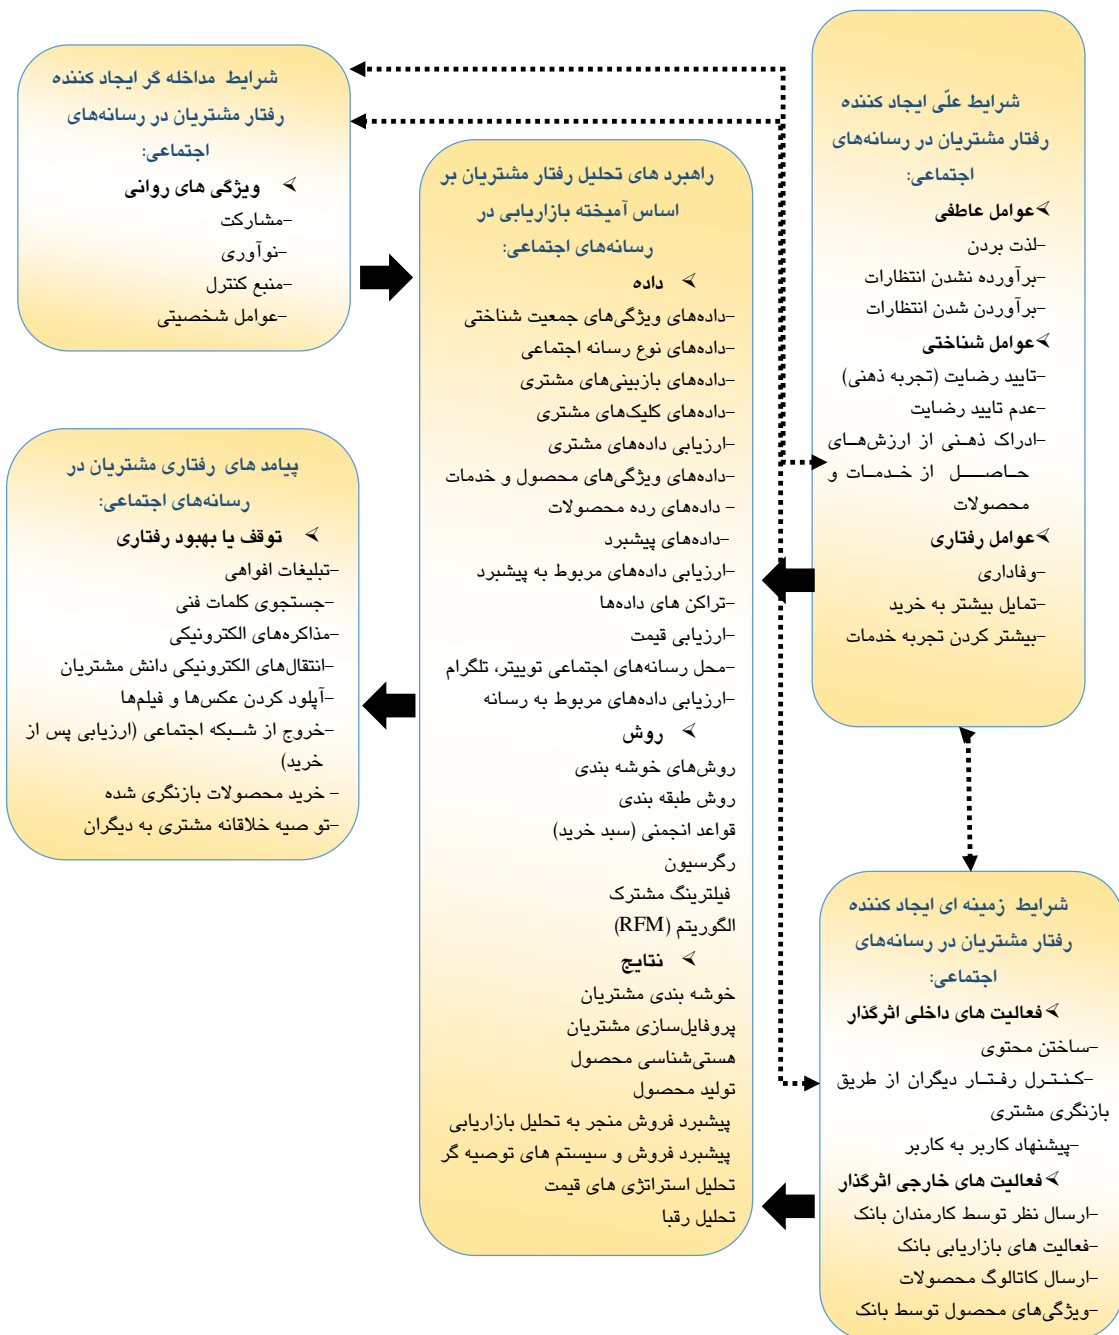 شرایط علّی ایجاد کننده
رفتار مشتریان در رسانه‌های
اجتماعی:
⮚عوامل عاطفی
-لذت بردن
-برآورده نشدن انتظارات
-برآوردن شدن انتظارات
⮚عوامل شناختی
-تایید رضایت (تجربه ذهنی)
-عدم تایید رضایت
-ادراک ذهنی از ارزش‌های
حاصل از خدمات و
محصولات
⮚عوامل رفتاری
-وفاداری
-تمایل بیشتر به خرید
-بیشتر کردن تجربه خدمات
شرایط زمینه ای ایجاد کننده
رفتار مشتریان در رسانه‌های
اجتماعی:
⮚فعالیت های داخلی اثرگذار
-ساختن محتوی
-کنترل رفتار دیگران از طریق
بازنگری مشتری
-پیشنهاد کاربر به کاربر
⮚فعالیت های خارجی اثرگذار
-ارسال نظر توسط کارمندان بانک
-فعالیت های بازاریابی بانک
-ارسال کاتالوگ محصولات
-ویژگی‌های محصول توسط بانک
راهبرد های تحلیل رفتار مشتریان بر
اساس آمیخته بازاریابی در
رسانه‌های اجتماعی:
⮚ داده
-داده‌های ویژگی‌های جمعیت شناختی
-داده‌های نوع رسانه اجتماعی
-داده‌های بازبینی‌های مشتری
-داده‌های کلیک‌های مشتری
-ارزیابی داده‌های مشتری
-داده‌های ویژگی‌های محصول و خدمات
- داده‌های رده محصولات
-داده‌های پیشبرد
-ارزیابی داده‌های مربوط به پیشبرد
-تراکن های داده‌ها
-ارزیابی قیمت
-محل رسانه‌های اجتماعی توییتر، تلگرام
-ارزیابی داده‌های مربوط به رسانه
⮚ روش
روش‌های خوشه بندی
روش طبقه بندی
قواعد انجمنی (سبد خرید)
رگرسیون
فیلترینگ مشترک
الگوریتم (RFM)
⮚ نتایج
خوشه بندی مشتریان
پروفایل‌سازی مشتریان
هستی‌شناسی محصول
تولید محصول
پیشبرد فروش منجر به تحلیل بازاریابی
پیشبرد فروش و سیستم های توصیه گر
تحلیل استراتژی های قیمت
تحلیل رقبا
شرایط مداخله گر ایجاد کننده
رفتار مشتریان در رسانه‌های
اجتماعی:
⮚ ویژگی های روانی
-مشارکت
-نوآوری
-منبع کنترل
-عوامل شخصیتی
پیامد های رفتاری مشتریان در
رسانه‌های اجتماعی:
⮚ توقف یا بهبود رفتاری
-تبلیغات افواهی
-جستجوی کلمات فنی
-مذاکره‌های الکترونیکی
-انتقال‌های الکترونیکی دانش مشتریان
-آپلود کردن عکس‌ها و فیلم‌ها
-خروج از شبکه اجتماعی (ارزیابی پس از
خرید)
- خرید محصولات بازنگری شده
-تو صیه خلاقانه مشتری به دیگران